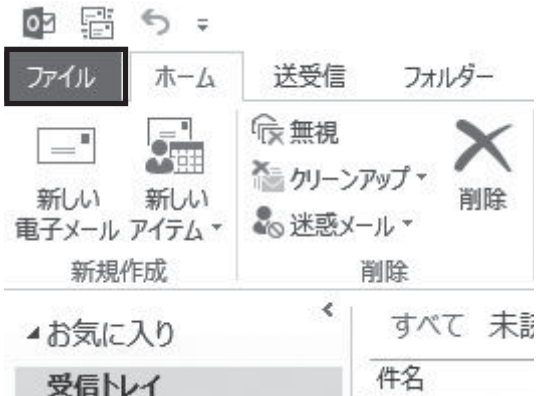 ファイル ホーム 送受信 フォルダー
無視
クリーンアップ
迷惑メール
新しい
電子メール
新しい
アイテム
削除
新規作成 削除
お気に入り
すべて 未読
受信トレイ
件名